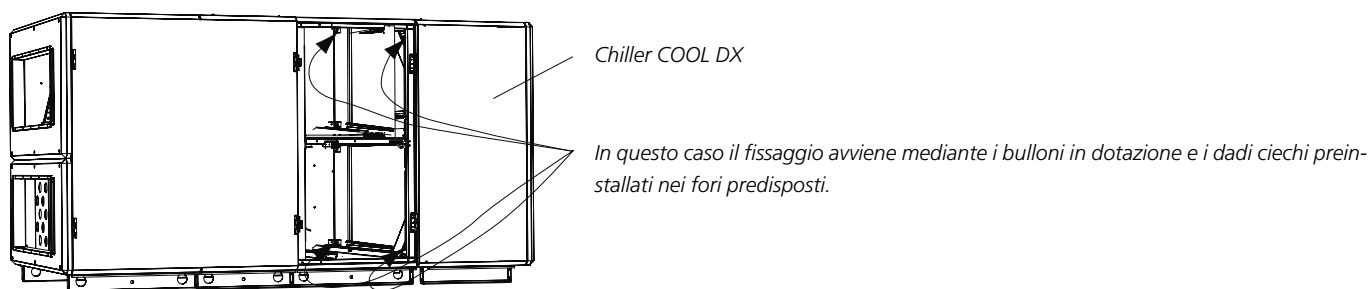 Chiller COOL DX
In questo caso il fissaggio avviene mediante i bulloni in dotazione e i dadi ciechi prein-
stallati nei fori predisposti.